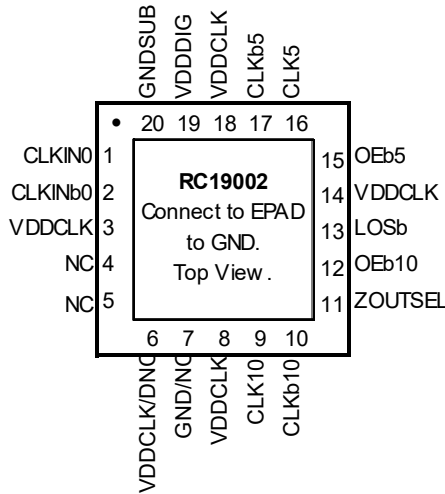 GNDSUB
VDDDIG
VDDCLK
CLKb5
CLK5
20 19 18 17 16
CLKIN0 1
CLKINb0 2
VDDCLK 3
NC 4
NC 5
RC19002
Connect to EPAD
to GND.
Top View .
15 OEb5
14 VDDCLK
13 LOSb
12 OEb10
11 ZOUTSEL
6 7 8 9 10
VDDCLK/DNC
GND/NC
VDDCLK
CLK10
CLKb10